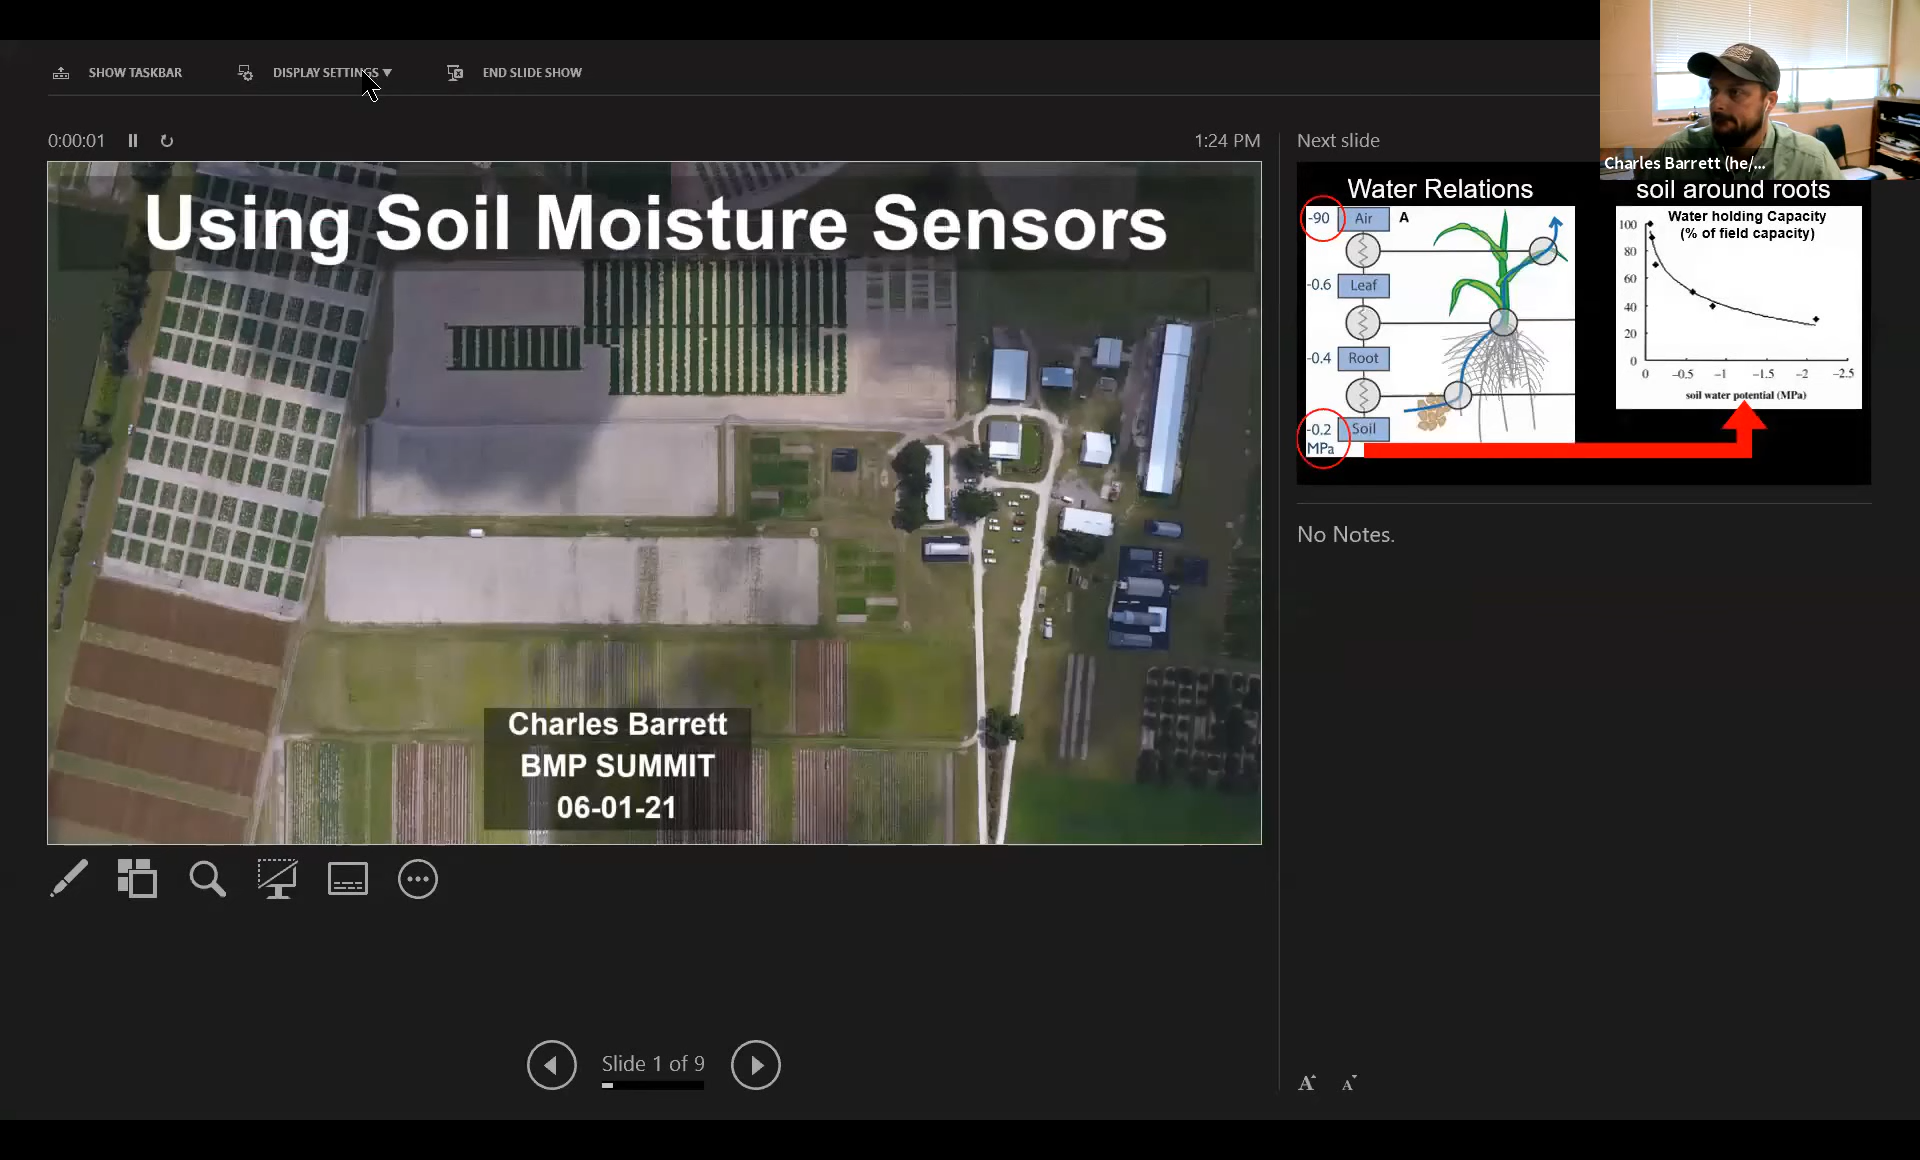 SHOW TASKBAR
DISPLAY SETTINGS ▼
END SLIDE SHOW
0:00:01
1:24 PM
Using Soil Moisture Sensors
Charles Barrett
BMP SUMMIT
06-01-21
Slide 1 of 9
Next slide
Charles Barrett (he/...
Water Relations
-90 Air A
-0.6 Leaf
-0.4 Root
-0.2 Soil
MPa
soil around roots
Water holding Capacity
(% of field capacity)
100
80
60
40
20
0
0 -0.5 -1 -1.5 -2 -2.5
soil water potential (MPa)
No Notes.
A A